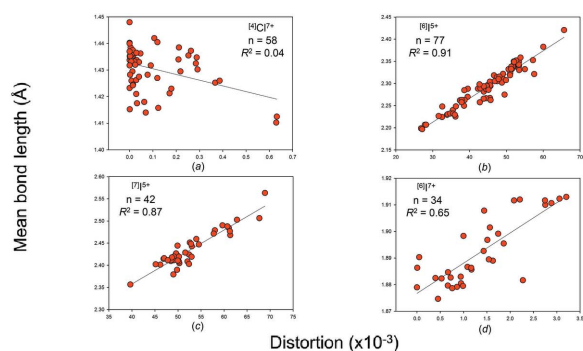 Mean bond length (Å)
1.45
1.44
1.43
1.42
1.41
1.40
[4]Cl7+
n = 58
R2 = 0.04
0.0 0.1 0.2 0.3 0.4 0.5 0.6 0.7
(a)
2.45
2.40
2.35
2.30
2.25
2.20
2.15
2.10
[6]I5+
n = 77
R2 = 0.91
20 30 40 50 60 70
(b)
2.60
2.55
2.50
2.45
2.40
2.35
2.30
[7]I5+
n = 42
R2 = 0.87
35 40 45 50 55 60 65 70 75
(c)
1.92
1.91
1.90
1.89
1.88
1.87
[6]I7+
n = 34
R2 = 0.65
0.0 0.5 1.0 1.5 2.0 2.5 3.0 3.5
(d)
Distortion (x10-3)